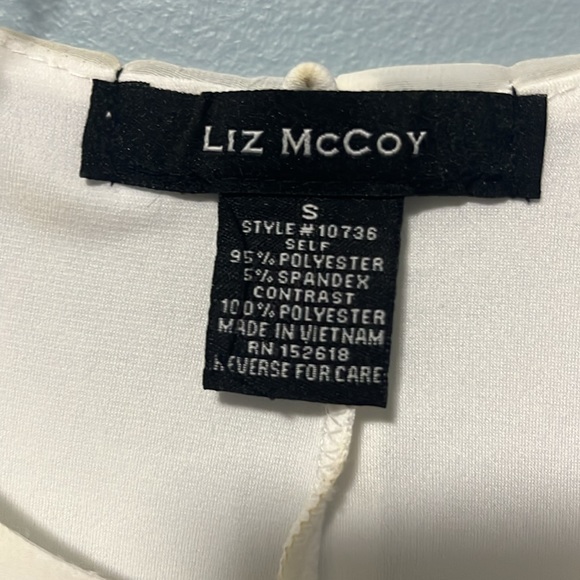 LIZ McCOY
S
STYLE#10736
SELF
95%POLYESTER
5%SPANDEX
CONTRAST
100%POLYESTER
MADE IN VIETNAM
RN 152618
REVERSE FOR CARE